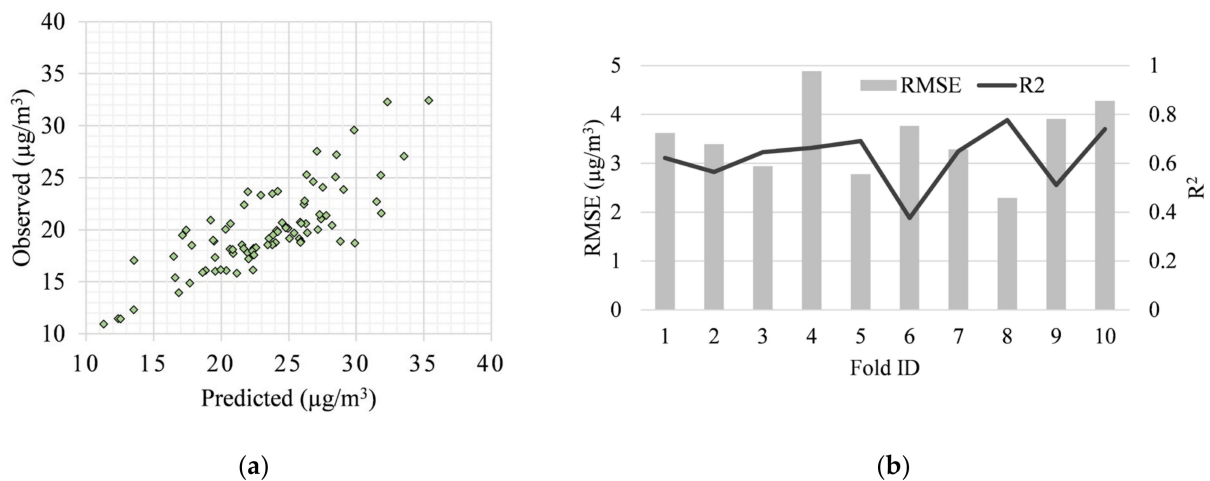 40
35
30
25
20
15
10
Observed (µg/m³)
10 15 20 25 30 35 40
Predicted (µg/m³)
(a)
RMSE R2
5
4
3
2
1
0
RMSE (µg/m³)
1
0.8
0.6
0.4
0.2
0
R²
1 2 3 4 5 6 7 8 9 10
Fold ID
(b)